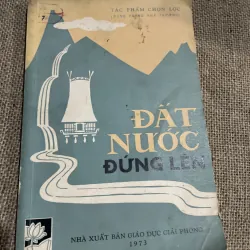 TÁC PHẨM CHỌN LỌC
ĐẤT
NƯỚC
ĐỨNG LÊN
NHÀ XUẤT BẢN GIÁO DỤC GIẢI PHÓNG
1973